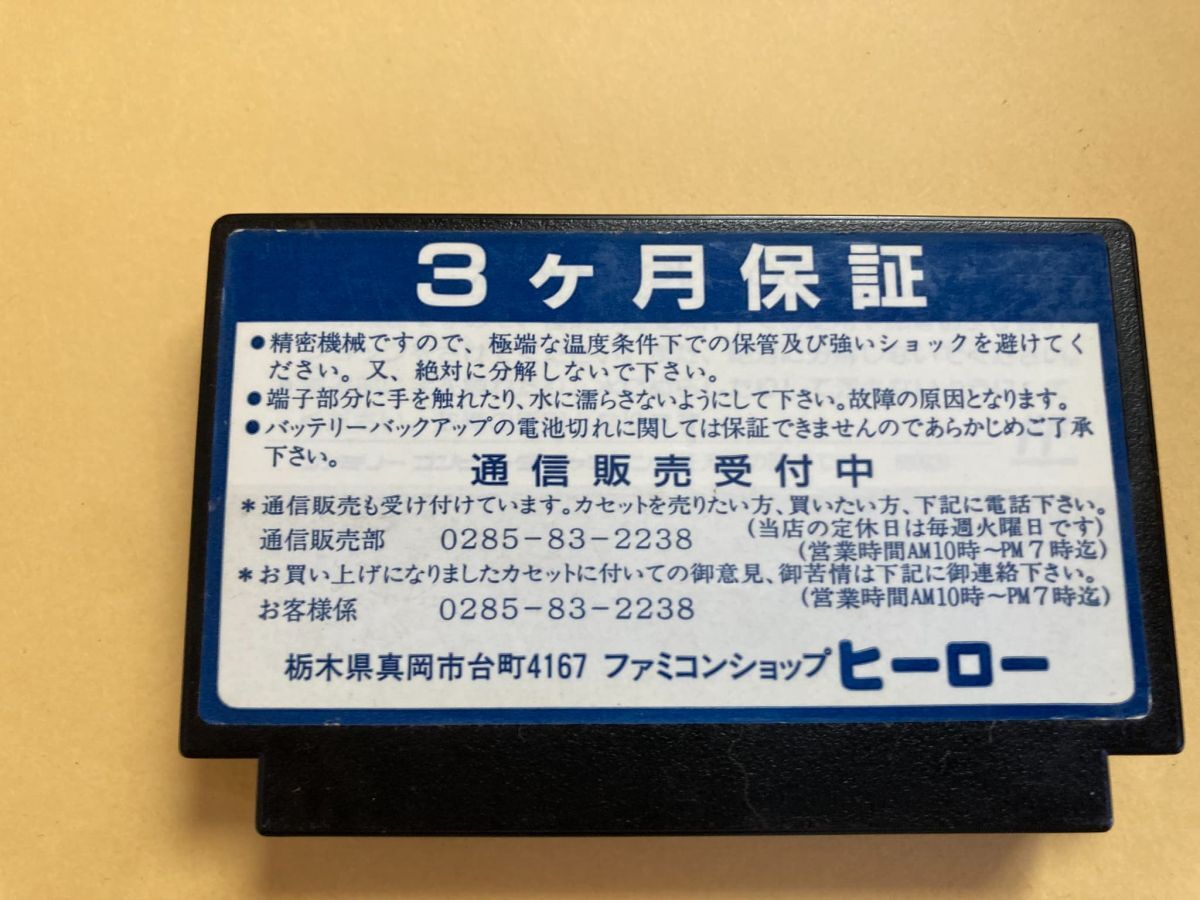 3ヶ月保証
●精密機械ですので、極端な温度条件下での保管及び強いショックを避けてく
ださい。又、絶対に分解しないで下さい。
●端子部分に手を触れたり、水に濡らさないようにして下さい。故障の原因となります。
●バッテリーバックアップの電池切れに関しては保証できませんのであらかじめご了承
下さい。
通信販売受付中
*通信販売も受け付けています。カセットを売りたい方、買いたい方、下記に電話下さい。
通信販売部 0285-83-2238 (当店の定休日は毎週火曜日です)
(営業時間AM10時〜PM7時迄)
*お買い上げになりましたカセットに付いての御意見、御苦情は下記に御連絡下さい。
お客様係 0285-83-2238 (営業時間AM10時〜PM7時迄)
栃木県真岡市台町4167 ファミコンショップ ヒーロー